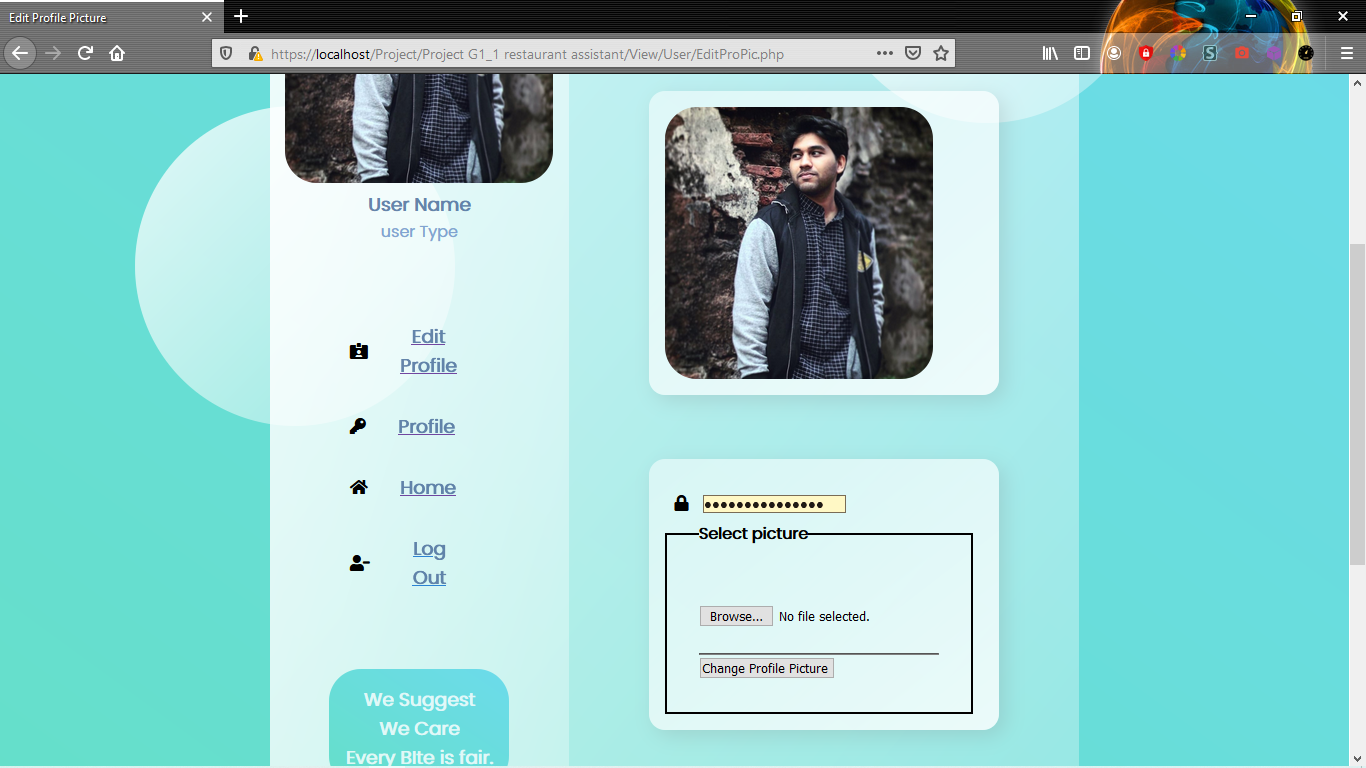 Edit Profile Picture
https://localhost/Project/Project G1_1 restaurant assistant/View/User/EditProPic.php
User Name
user Type
Edit
Profile
Profile
Home
Log
Out
We Suggest
We Care
Every BIte is fair.
●●●●●●●●●●●●●●●
Select picture
Browse... No file selected.
Change Profile Picture